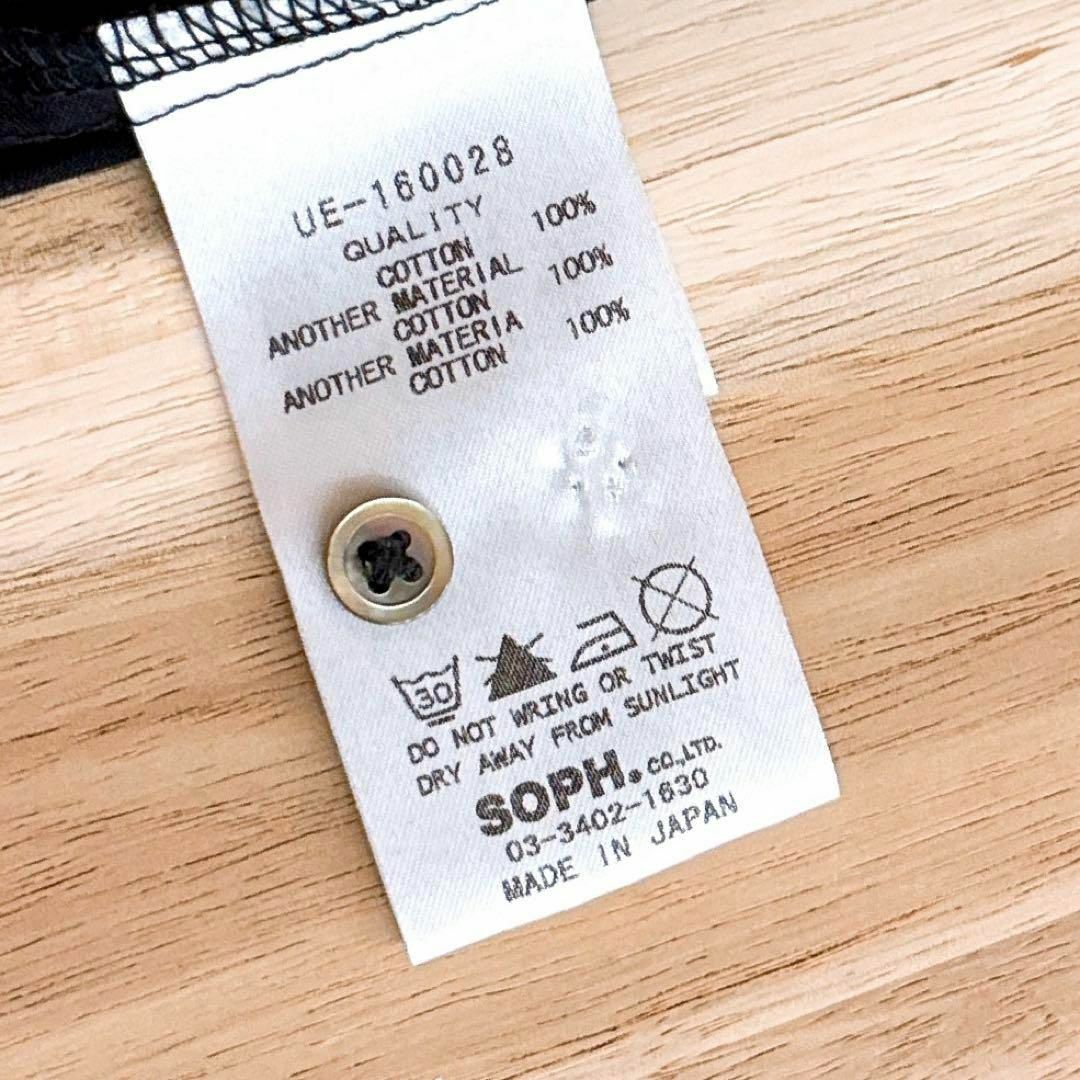 UE-160028
QUALITY
COTTON 100%
ANOTHER MATERIAL
COTTON 100%
ANOTHER MATERIA
COTTON 100%
30
DO NOT WRING OR TWIST
DRY AWAY FROM SUNLIGHT
SOPH. CO.,LTD.
03-3402-1630
MADE IN JAPAN